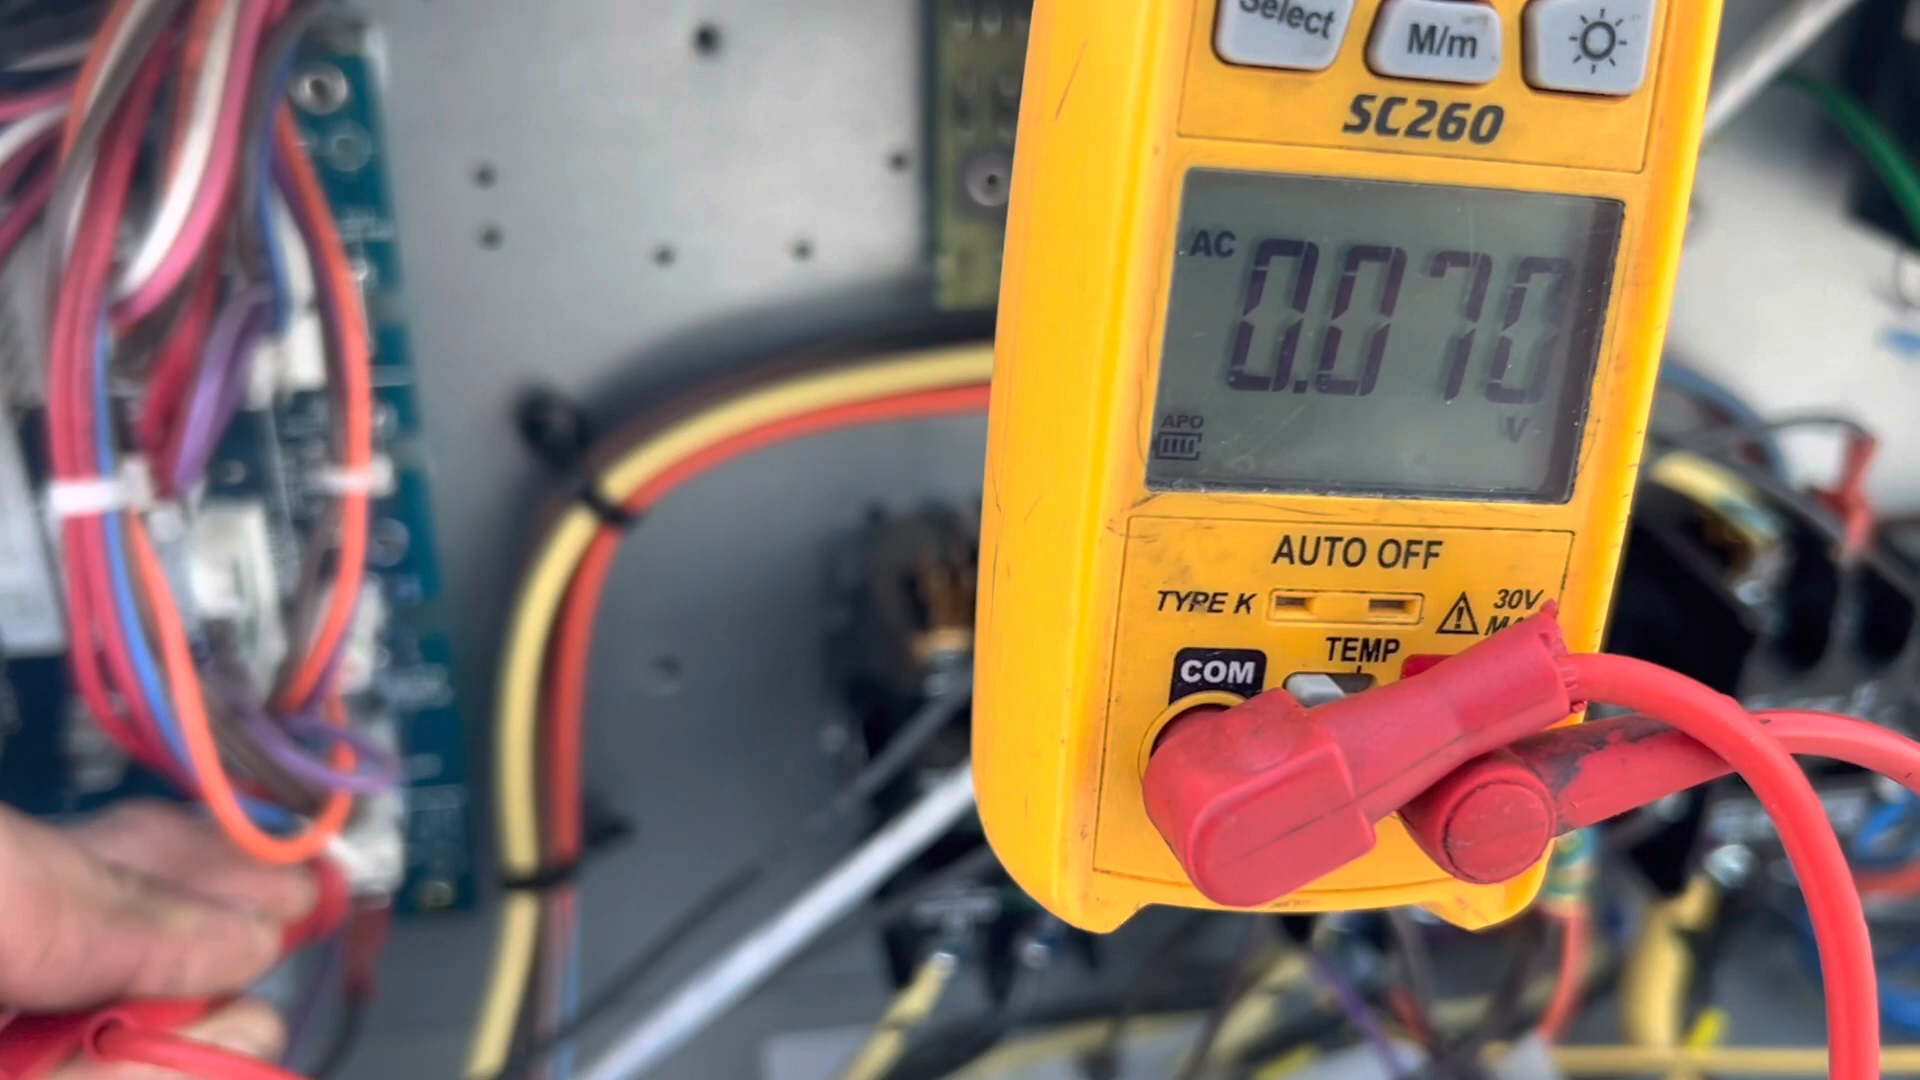 Select
M/m
SC260
AC
0.070
V
APO
AUTO OFF
TYPE K
30V
TEMP
COM